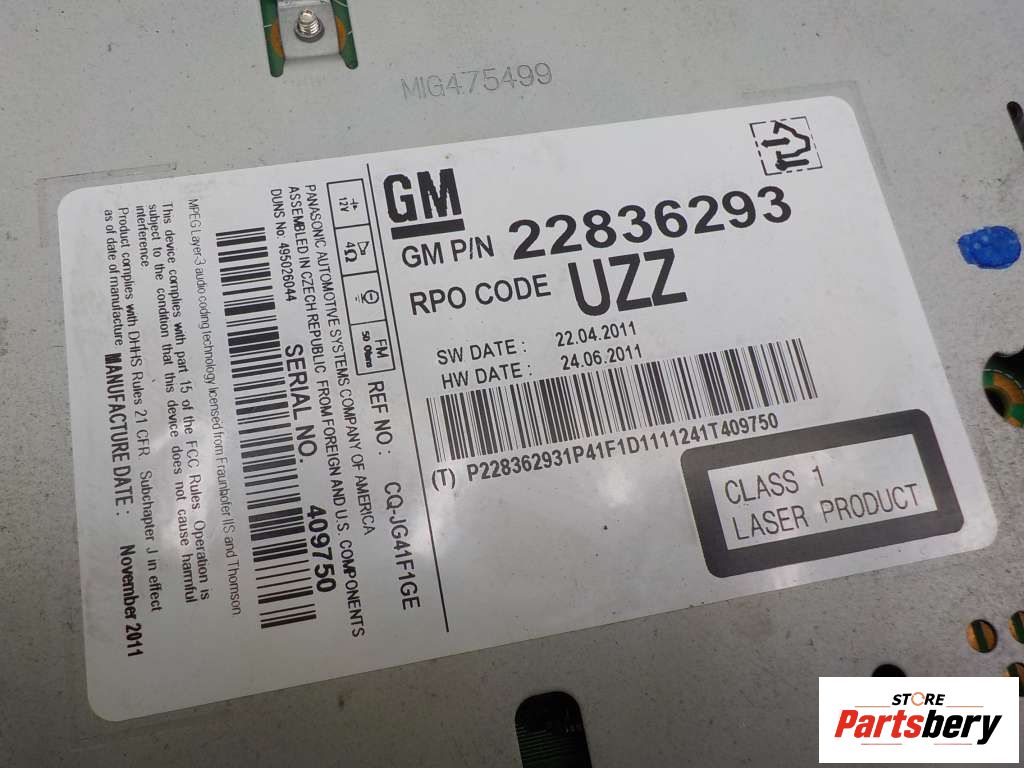 MIG475499
GM
GM P/N 22836293
RPO CODE UZZ
SW DATE : 22.04.2011
HW DATE : 24.06.2011
(T) P228362931P41F1D1111241T409750
CLASS 1
LASER PRODUCT
12V
4Ω
FM
50 Ohms
REF NO : CQ-JG41F1GE
PANASONIC AUTOMOTIVE SYSTEMS COMPANY OF AMERICA
ASSEMBLED IN CZECH REPUBLIC FROM FOREIGN AND U.S. COMPONENTS
DUNS No. 495026044
SERIAL NO. 409750
MPEG Layer-3 audio coding technology licensed from Fraunhofer IIS and Thomson.
This device complies with part 15 of the FCC Rules. Operation is
subject to the condition that this device does not cause harmful
interference.
Product complies with DHHS Rules 21 CFR. Subchapter J in effect
as of date of manufacture MANUFACTURE DATE : November 2011
STORE
Partsbery